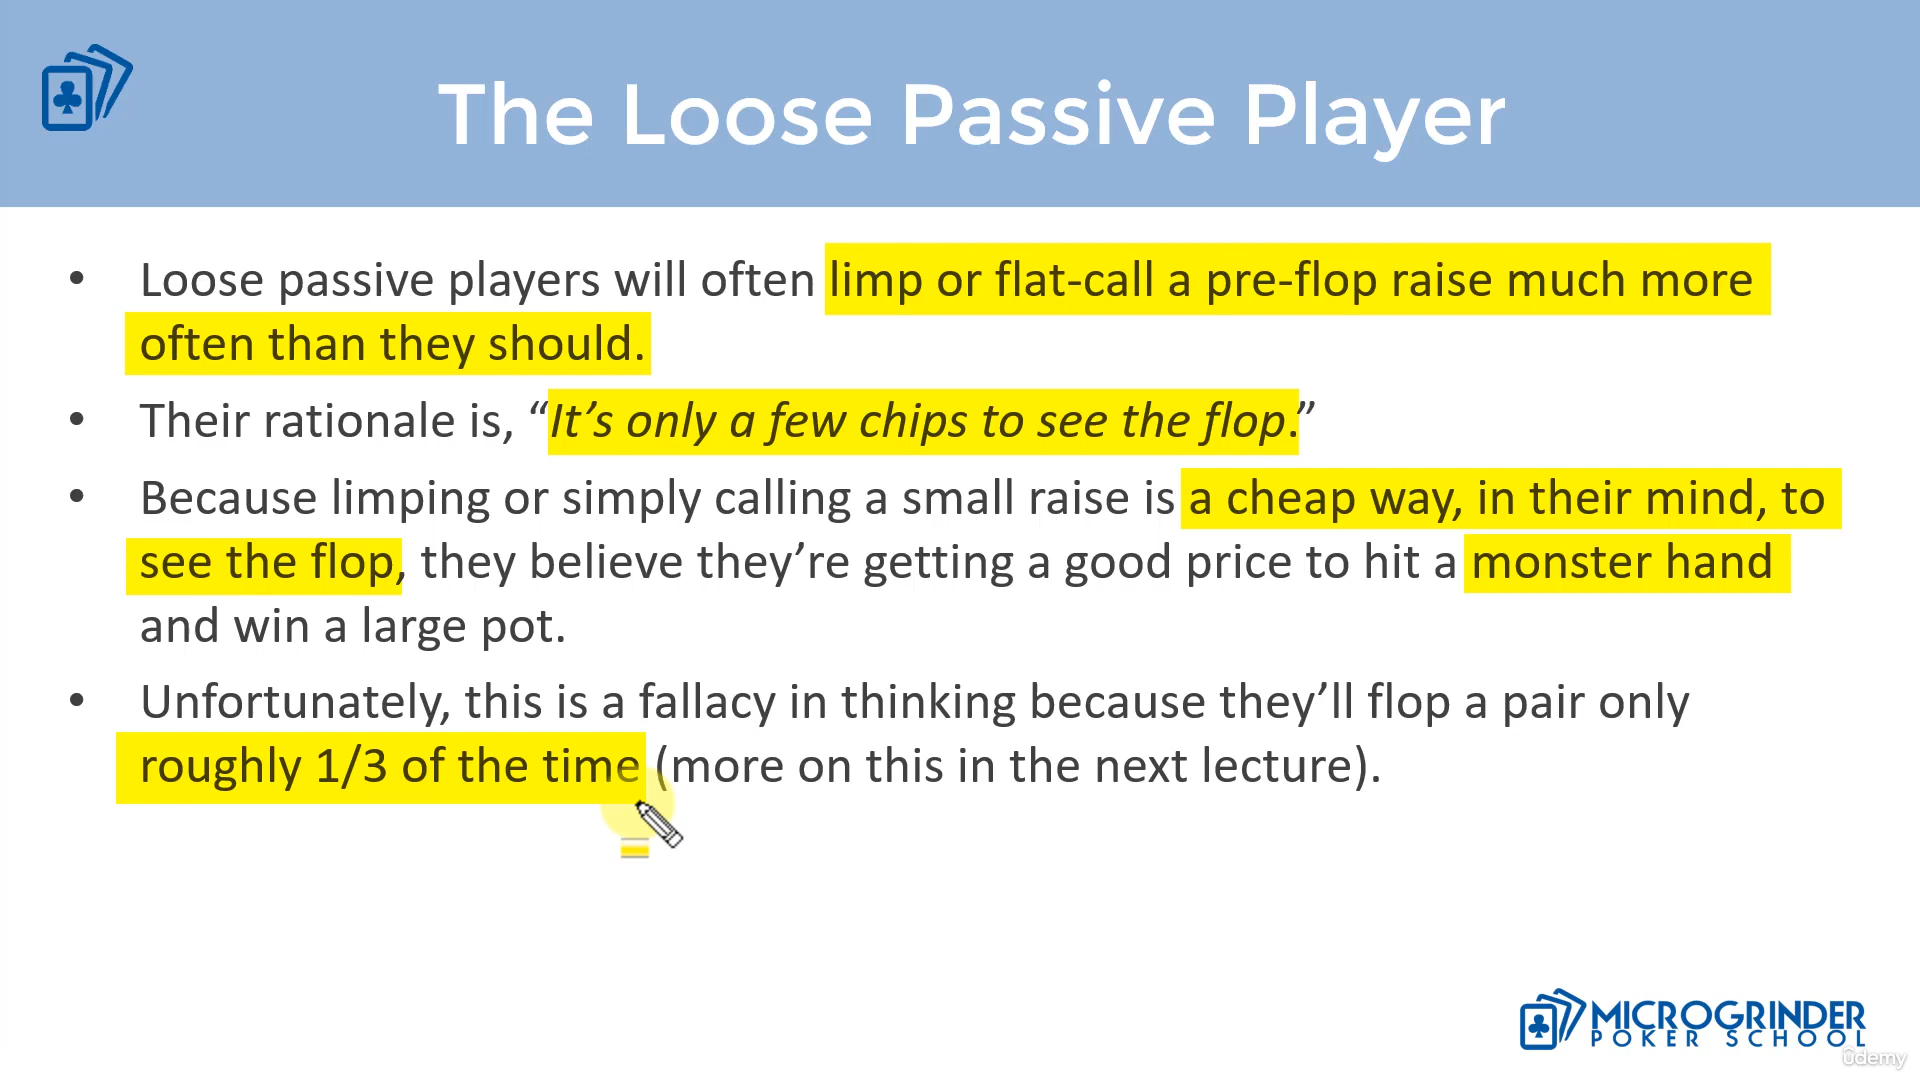 The Loose Passive Player
• Loose passive players will often limp or flat-call a pre-flop raise much more
often than they should.
• Their rationale is, “It’s only a few chips to see the flop.”
• Because limping or simply calling a small raise is a cheap way, in their mind, to
see the flop, they believe they’re getting a good price to hit a monster hand
and win a large pot.
• Unfortunately, this is a fallacy in thinking because they’ll flop a pair only
roughly 1/3 of the time (more on this in the next lecture).
MICROGRINDER
POKER SCHOOL
ûdemy